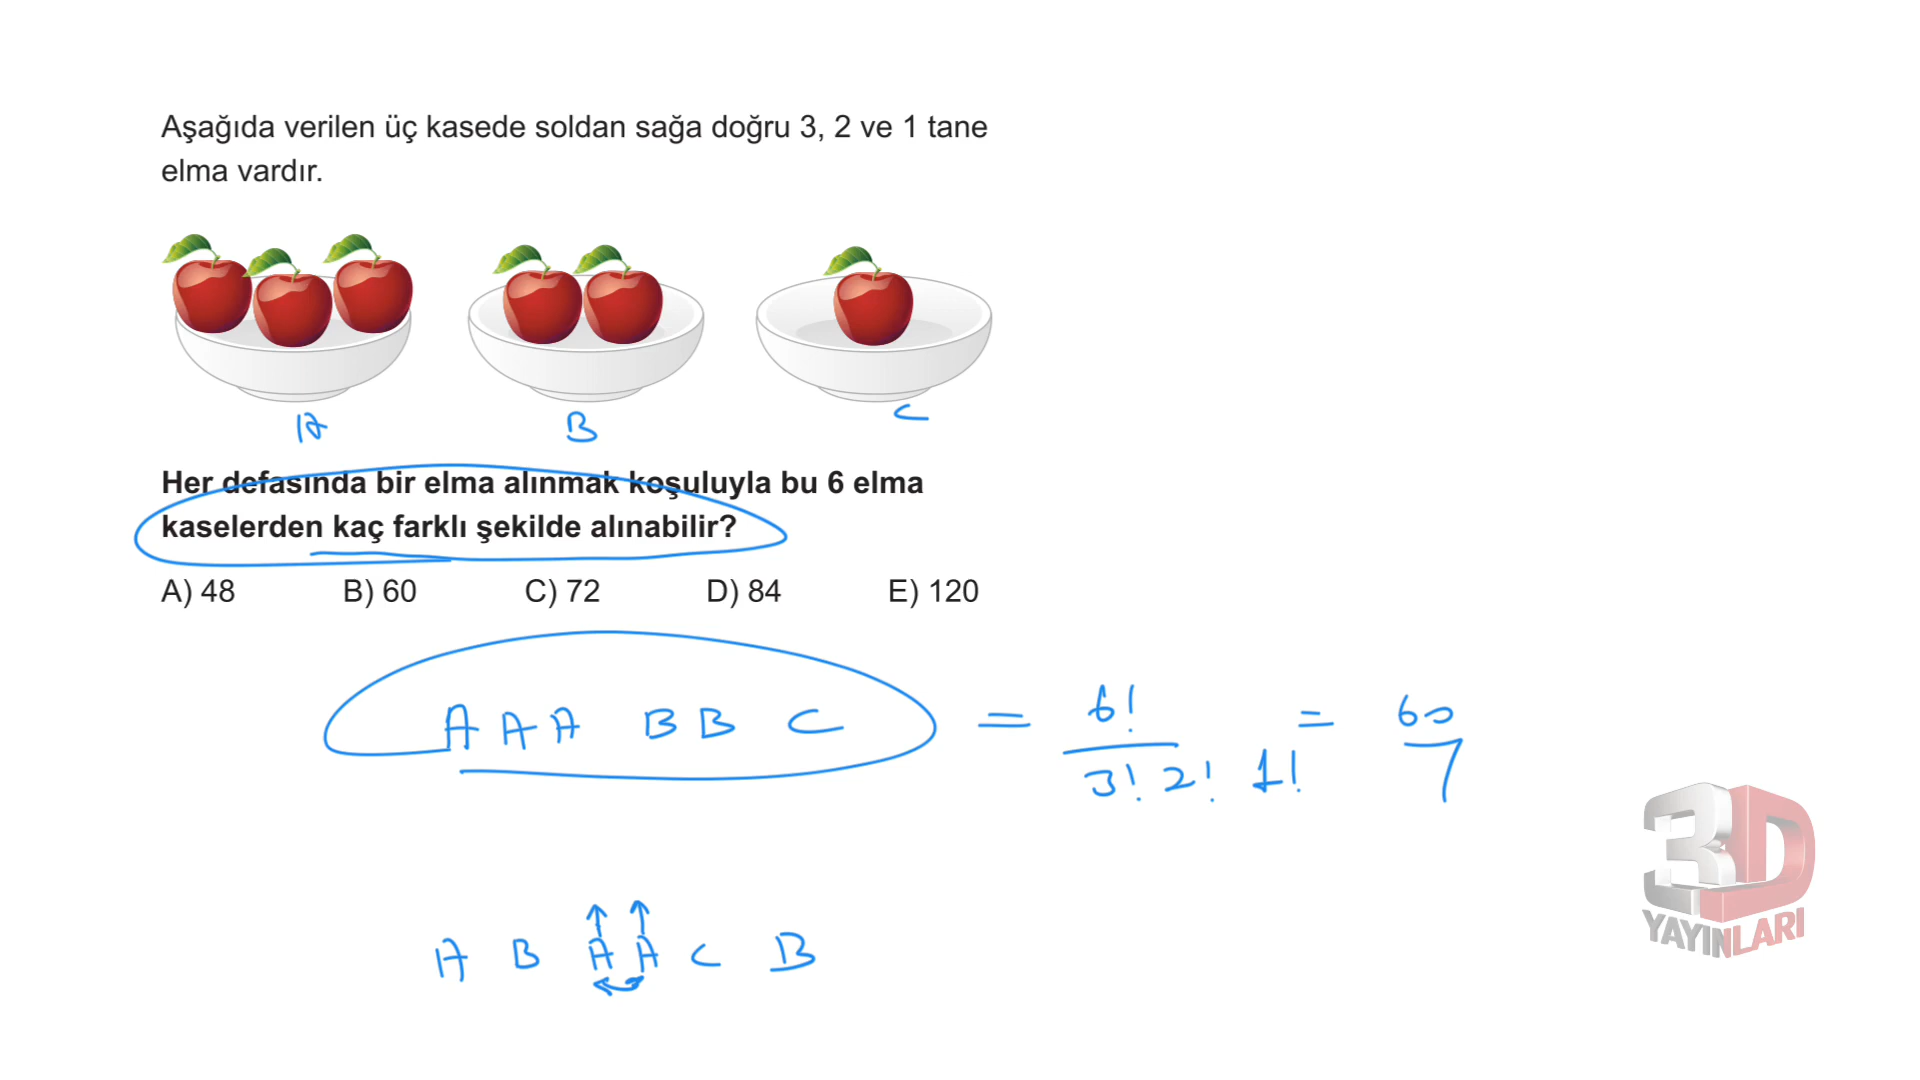 Aşağıda verilen üç kasede soldan sağa doğru 3, 2 ve 1 tane
elma vardır.
A B C
Her defasında bir elma alınmak koşuluyla bu 6 elma
kaselerden kaç farklı şekilde alınabilir?
A) 48 B) 60 C) 72 D) 84 E) 120
A A A B B C = 6! / 3! 2! 1! = 60
A B A A C B
3D
YAYINLARI